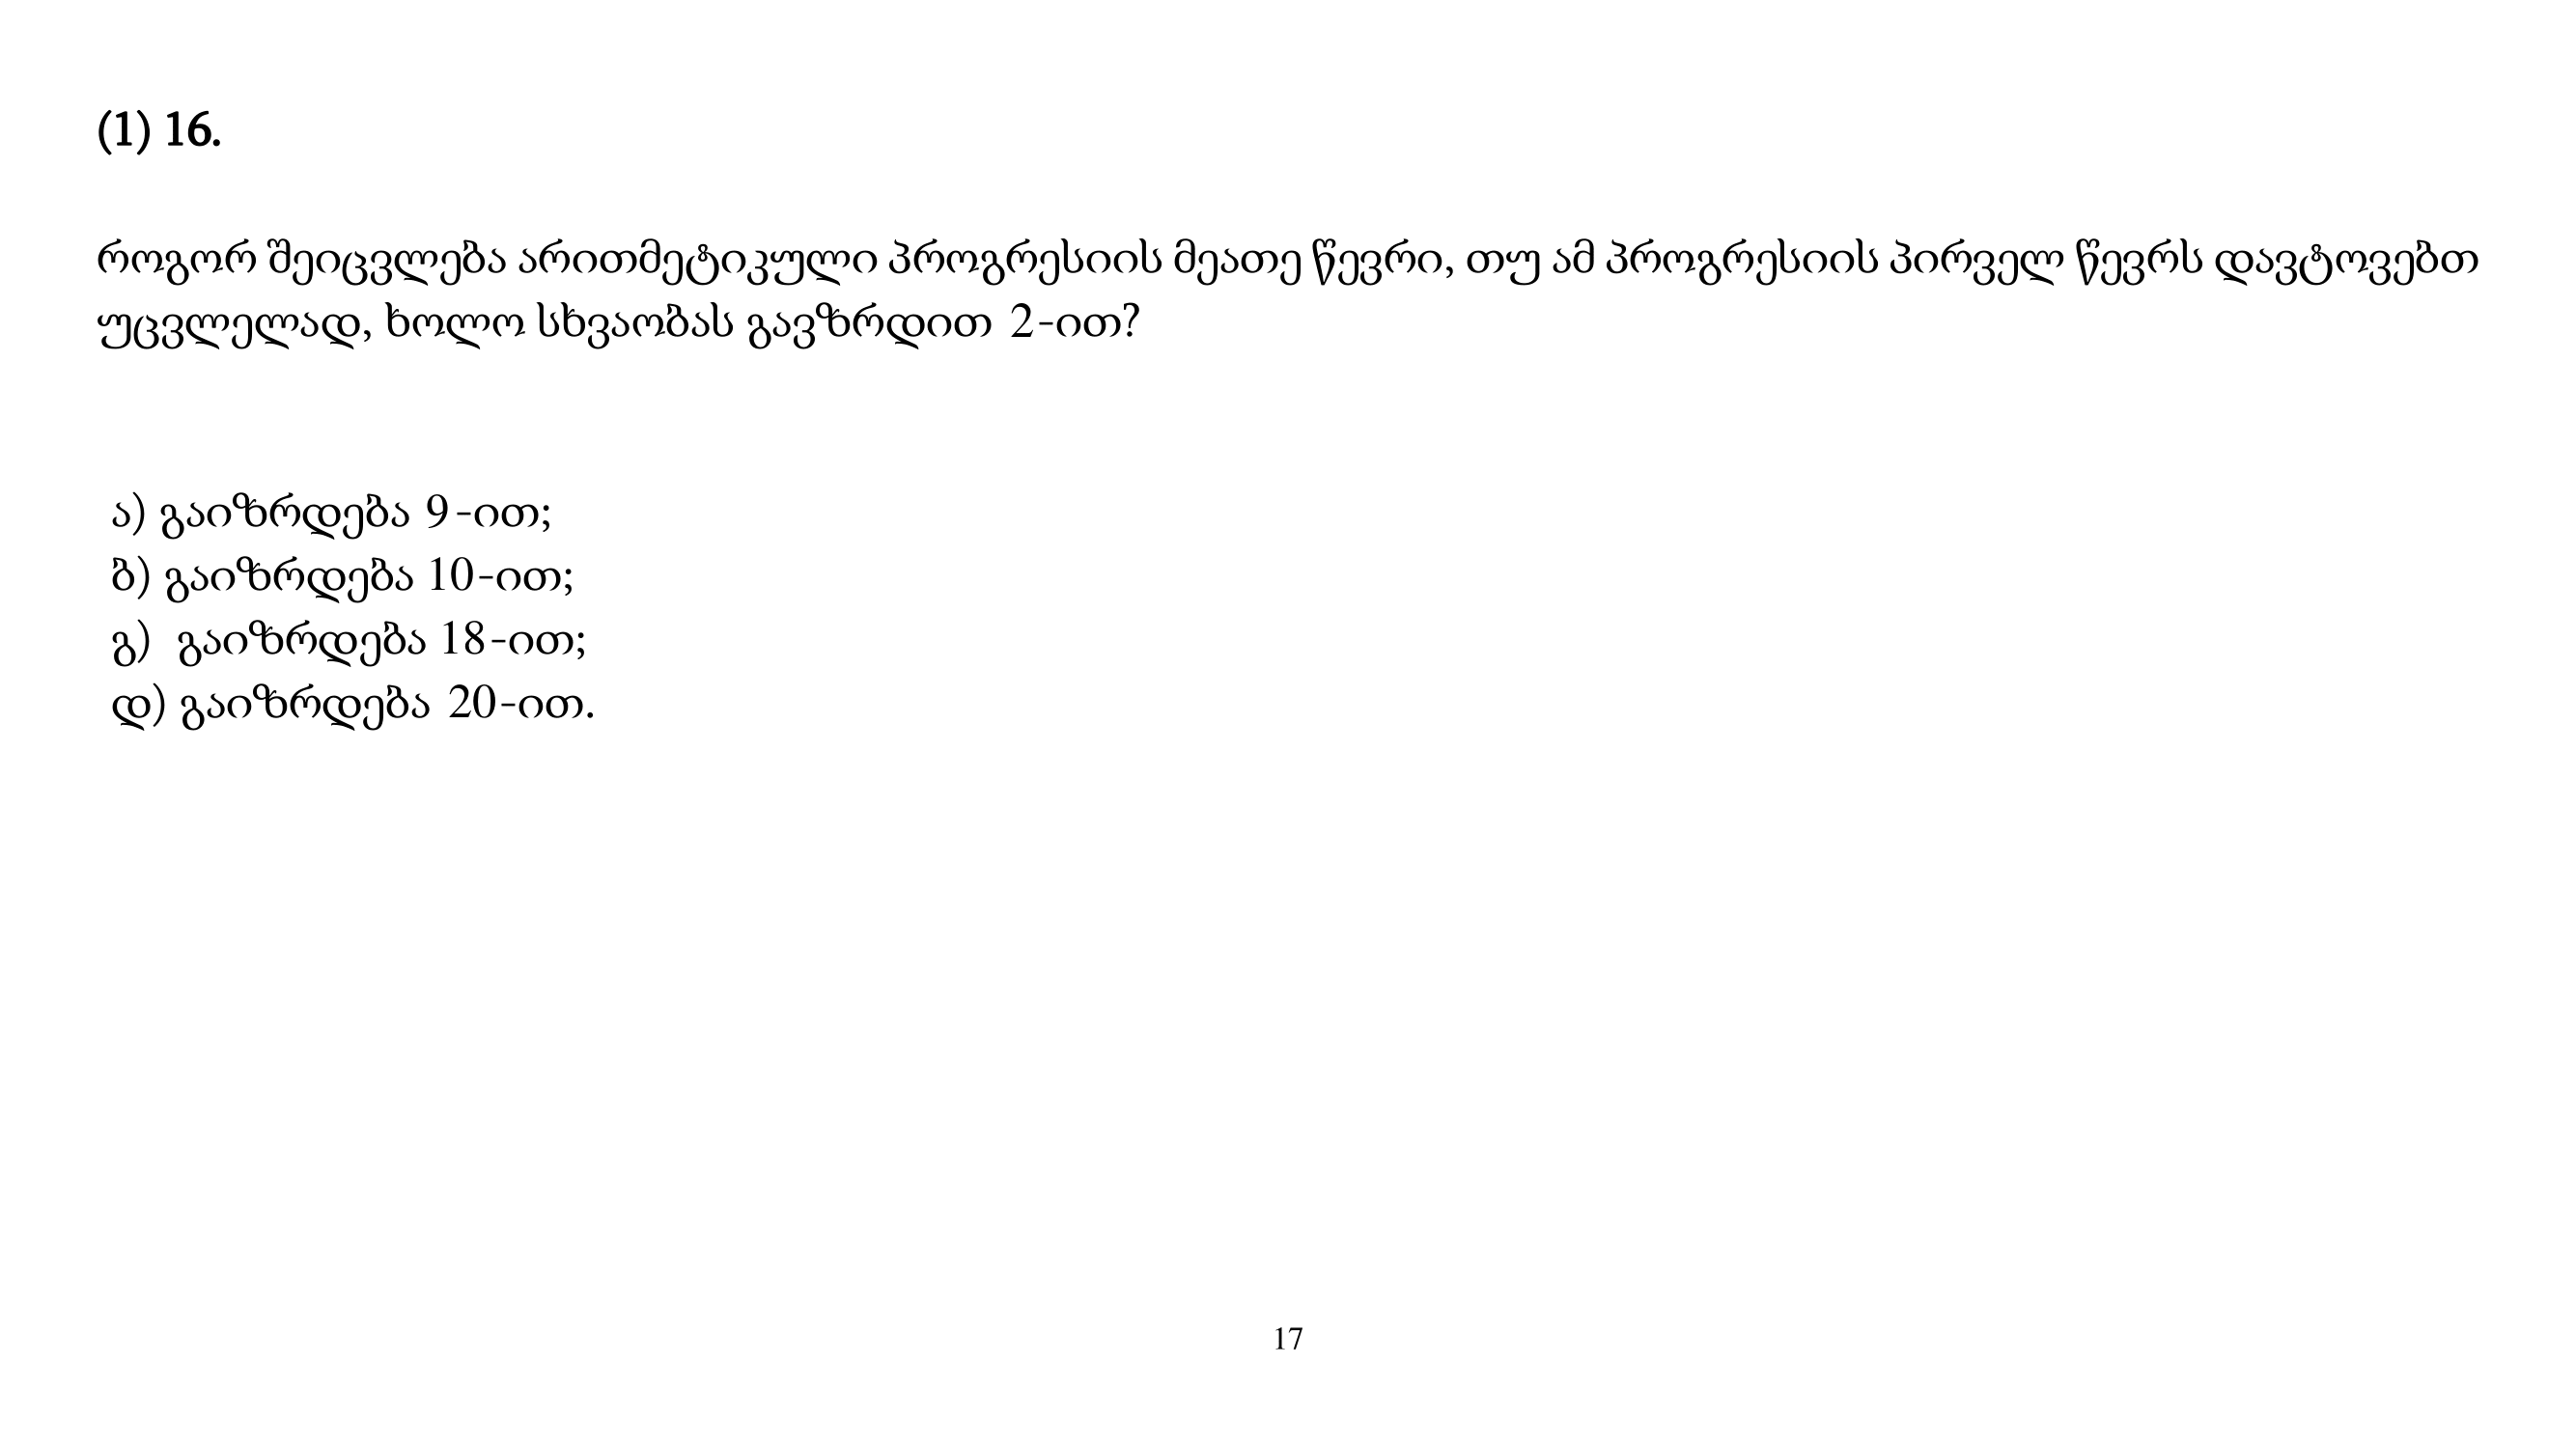 (1) 16.
როგორ შეიცვლება არითმეტიკული პროგრესიის მეათე წევრი, თუ ამ პროგრესიის პირველ წევრს დავტოვებთ
უცვლელად, ხოლო სხვაობას გავზრდით 2-ით?
ა) გაიზრდება 9-ით;
ბ) გაიზრდება 10-ით;
გ) გაიზრდება 18-ით;
დ) გაიზრდება 20-ით.
17